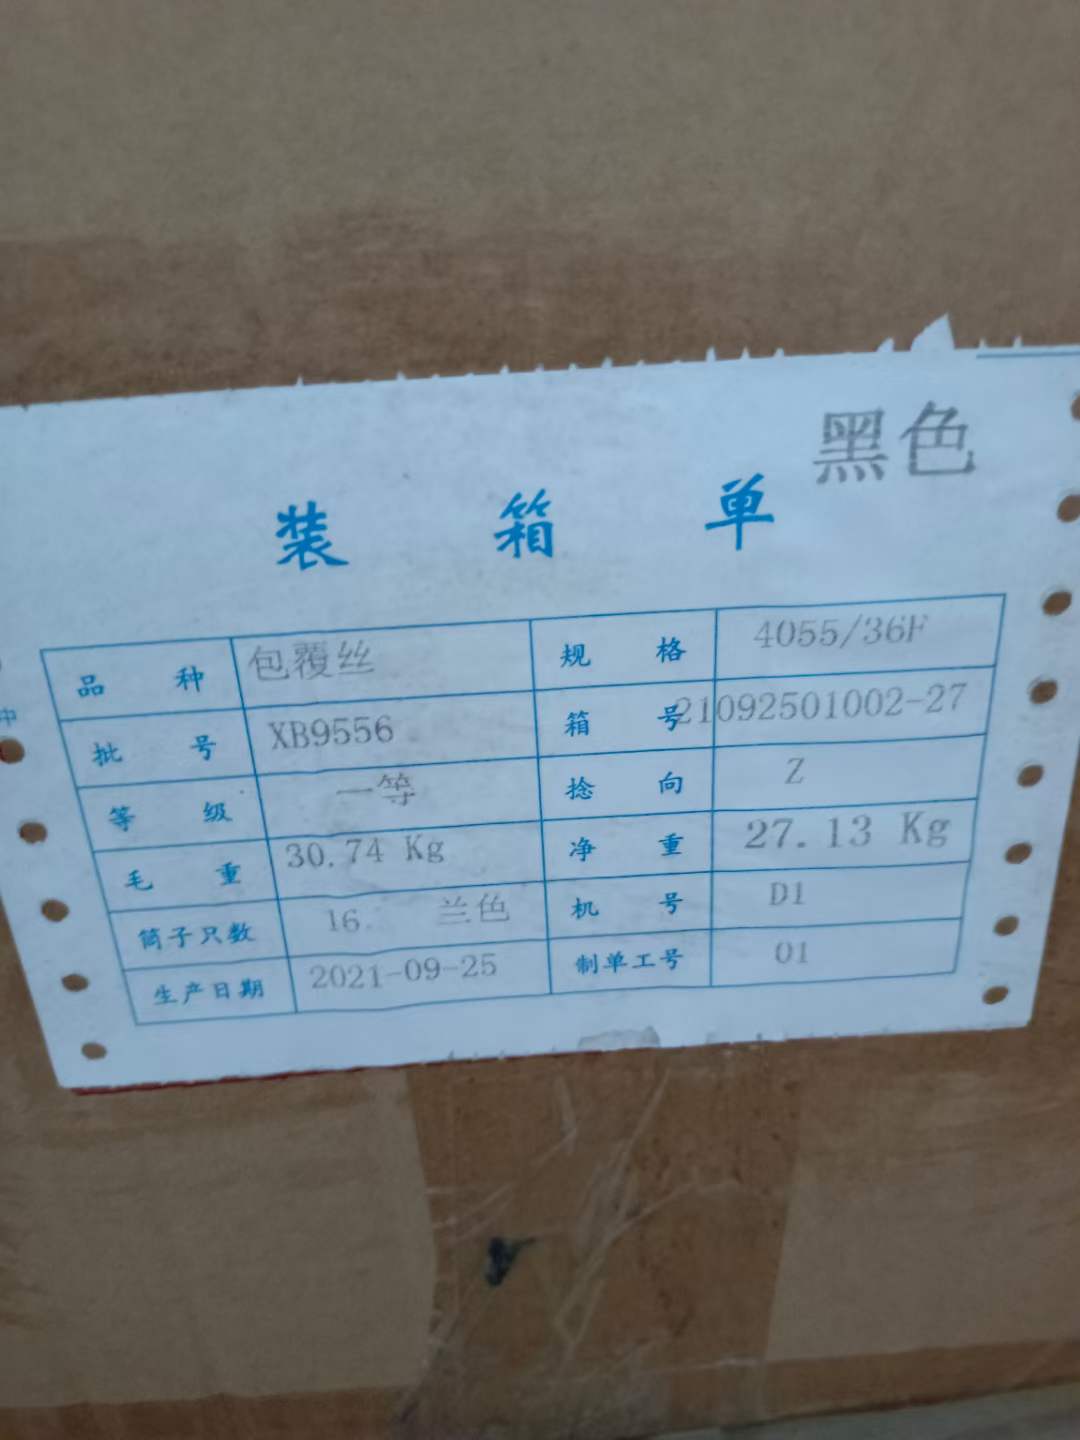 黑色
装箱单
品种 包覆丝 规格 4055/36F
批号 XB9556 箱号 21092501002-27
等级 一等 捻向 Z
毛重 30.74 Kg 净重 27.13 Kg
筒子只数 16. 兰色 机号 D1
生产日期 2021-09-25 制单工号 01
中